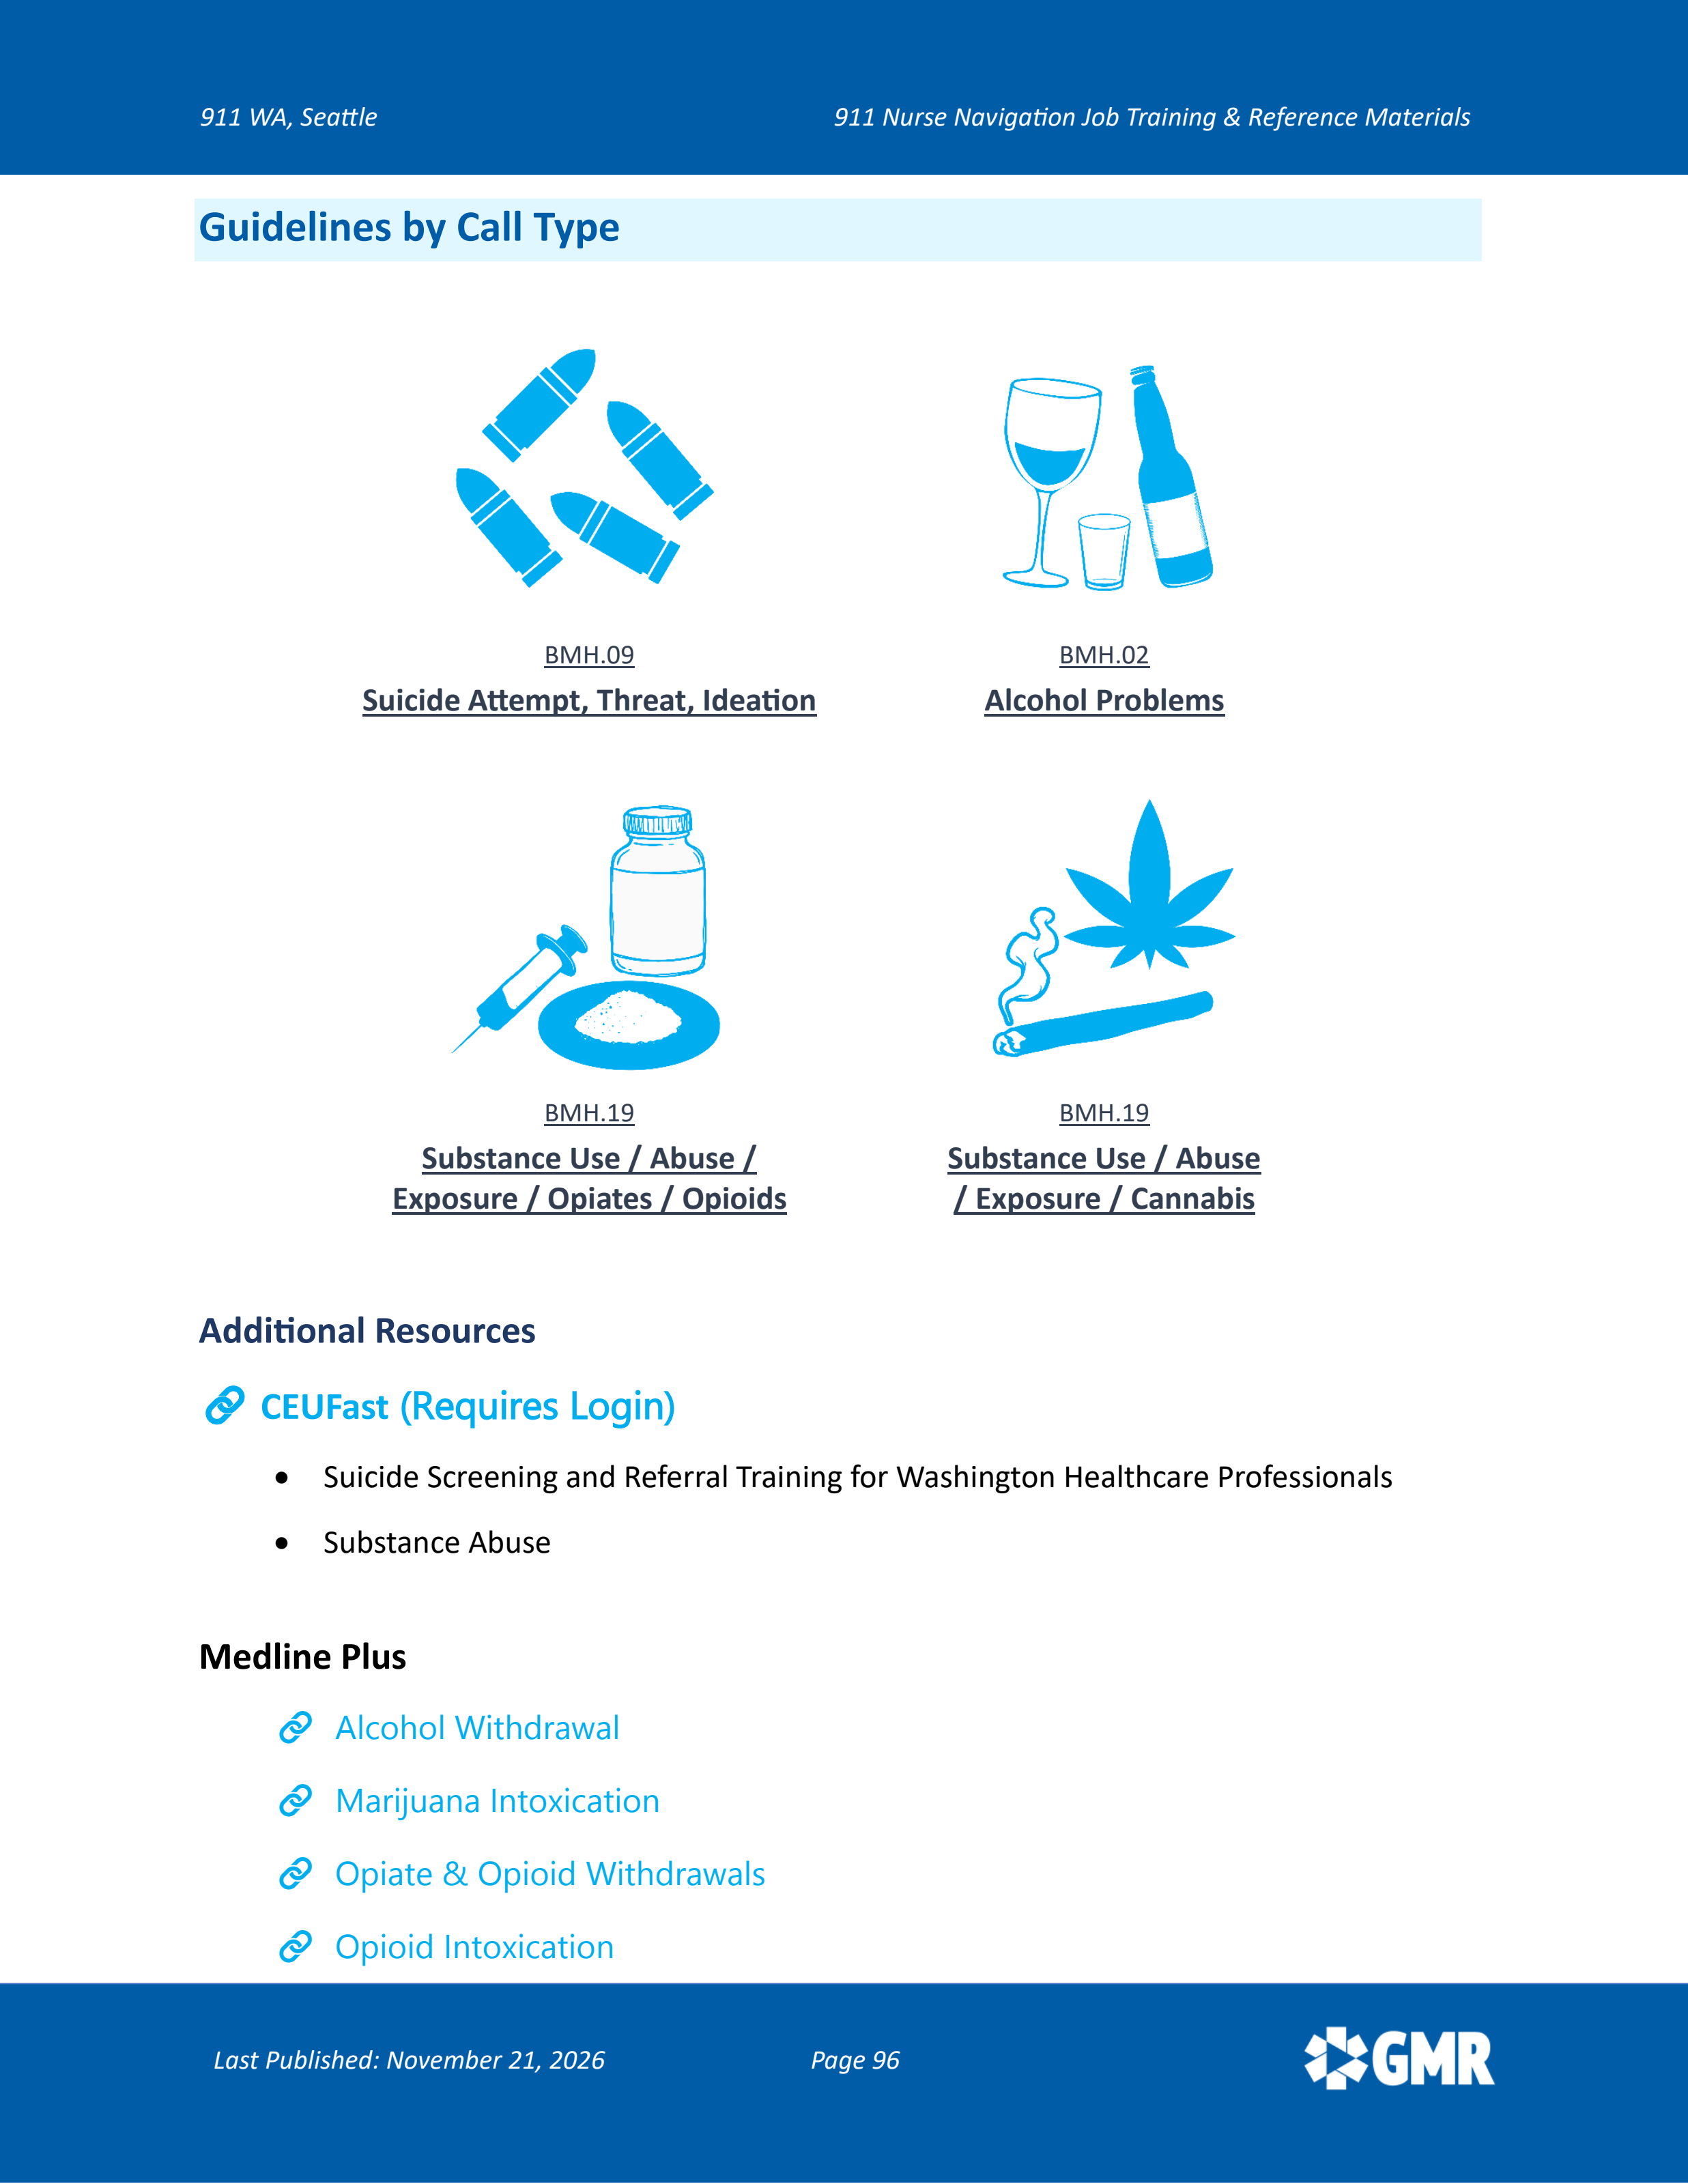 911 WA, Seattle
911 Nurse Navigation Job Training & Reference Materials
Guidelines by Call Type
BMH.09
Suicide Attempt, Threat, Ideation
BMH.02
Alcohol Problems
BMH.19
Substance Use / Abuse /
Exposure / Opiates / Opioids
BMH.19
Substance Use / Abuse
/ Exposure / Cannabis
Additional Resources
CEUFast (Requires Login)
• Suicide Screening and Referral Training for Washington Healthcare Professionals
• Substance Abuse
Medline Plus
Alcohol Withdrawal
Marijuana Intoxication
Opiate & Opioid Withdrawals
Opioid Intoxication
Last Published: November 21, 2026
Page 96
GMR